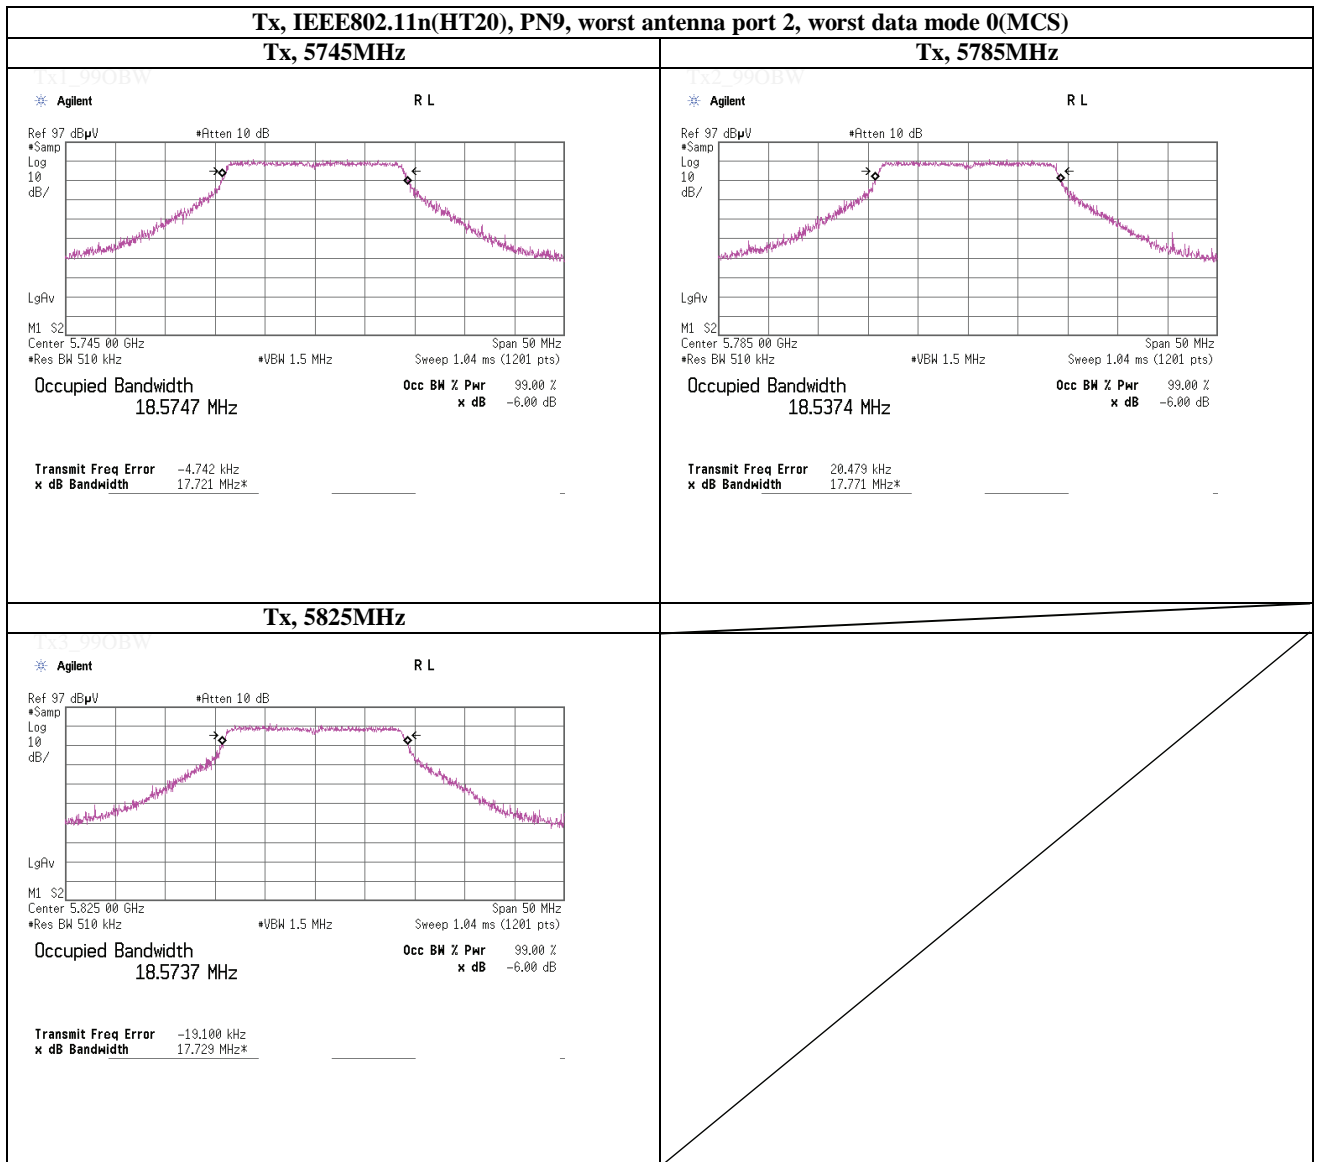 Tx, IEEE802.11n(HT20), PN9, worst antenna port 2, worst data mode 0(MCS)
Tx, 5745MHz
Tx1_99OBW
Agilent R L
Ref 97 dBµV #Atten 10 dB
#Samp
Log
10
dB/
LgAv
M1 S2
Center 5.745 00 GHz Span 50 MHz
#Res BW 510 kHz #VBW 1.5 MHz Sweep 1.04 ms (1201 pts)
Occupied Bandwidth Occ BW % Pwr 99.00 %
18.5747 MHz x dB -6.00 dB
Transmit Freq Error -4.742 kHz
x dB Bandwidth 17.721 MHz*
Tx, 5785MHz
Tx2_99OBW
Agilent R L
Ref 97 dBµV #Atten 10 dB
#Samp
Log
10
dB/
LgAv
M1 S2
Center 5.785 00 GHz Span 50 MHz
#Res BW 510 kHz #VBW 1.5 MHz Sweep 1.04 ms (1201 pts)
Occupied Bandwidth Occ BW % Pwr 99.00 %
18.5374 MHz x dB -6.00 dB
Transmit Freq Error 20.479 kHz
x dB Bandwidth 17.771 MHz*
Tx, 5825MHz
Tx3_99OBW
Agilent R L
Ref 97 dBµV #Atten 10 dB
#Samp
Log
10
dB/
LgAv
M1 S2
Center 5.825 00 GHz Span 50 MHz
#Res BW 510 kHz #VBW 1.5 MHz Sweep 1.04 ms (1201 pts)
Occupied Bandwidth Occ BW % Pwr 99.00 %
18.5737 MHz x dB -6.00 dB
Transmit Freq Error -19.100 kHz
x dB Bandwidth 17.729 MHz*